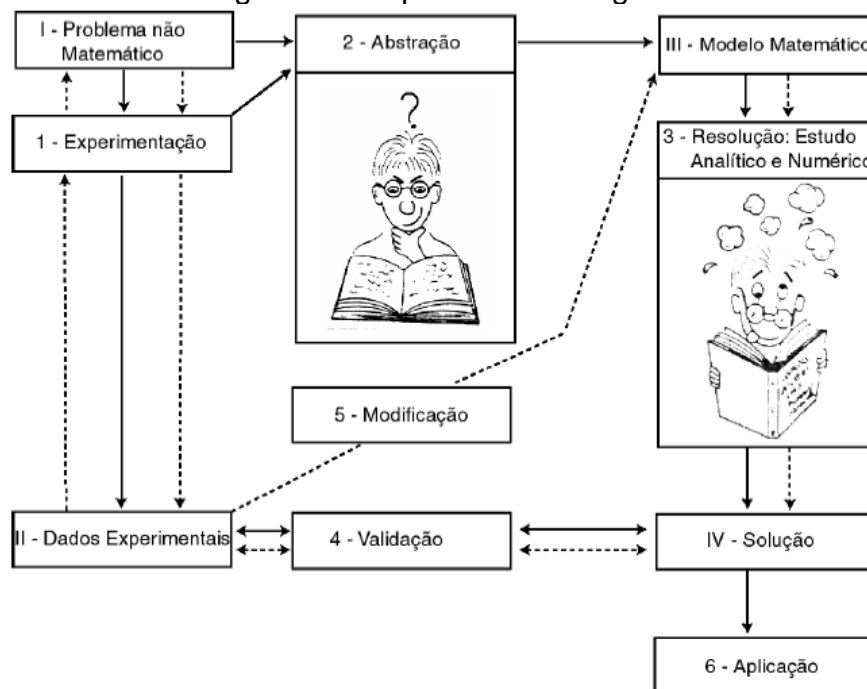 I - Problema não
Matemático
2 - Abstração
III - Modelo Matemático
1 - Experimentação
3 - Resolução: Estudo
Analítico e Numérico
?
5 - Modificação
II - Dados Experimentais
4 - Validação
IV - Solução
6 - Aplicação